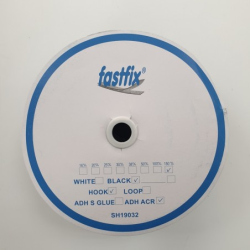 fastfix®
WHITE BLACK
HOOK LOOP
ADH S GLUE ADH ACR
SH19032